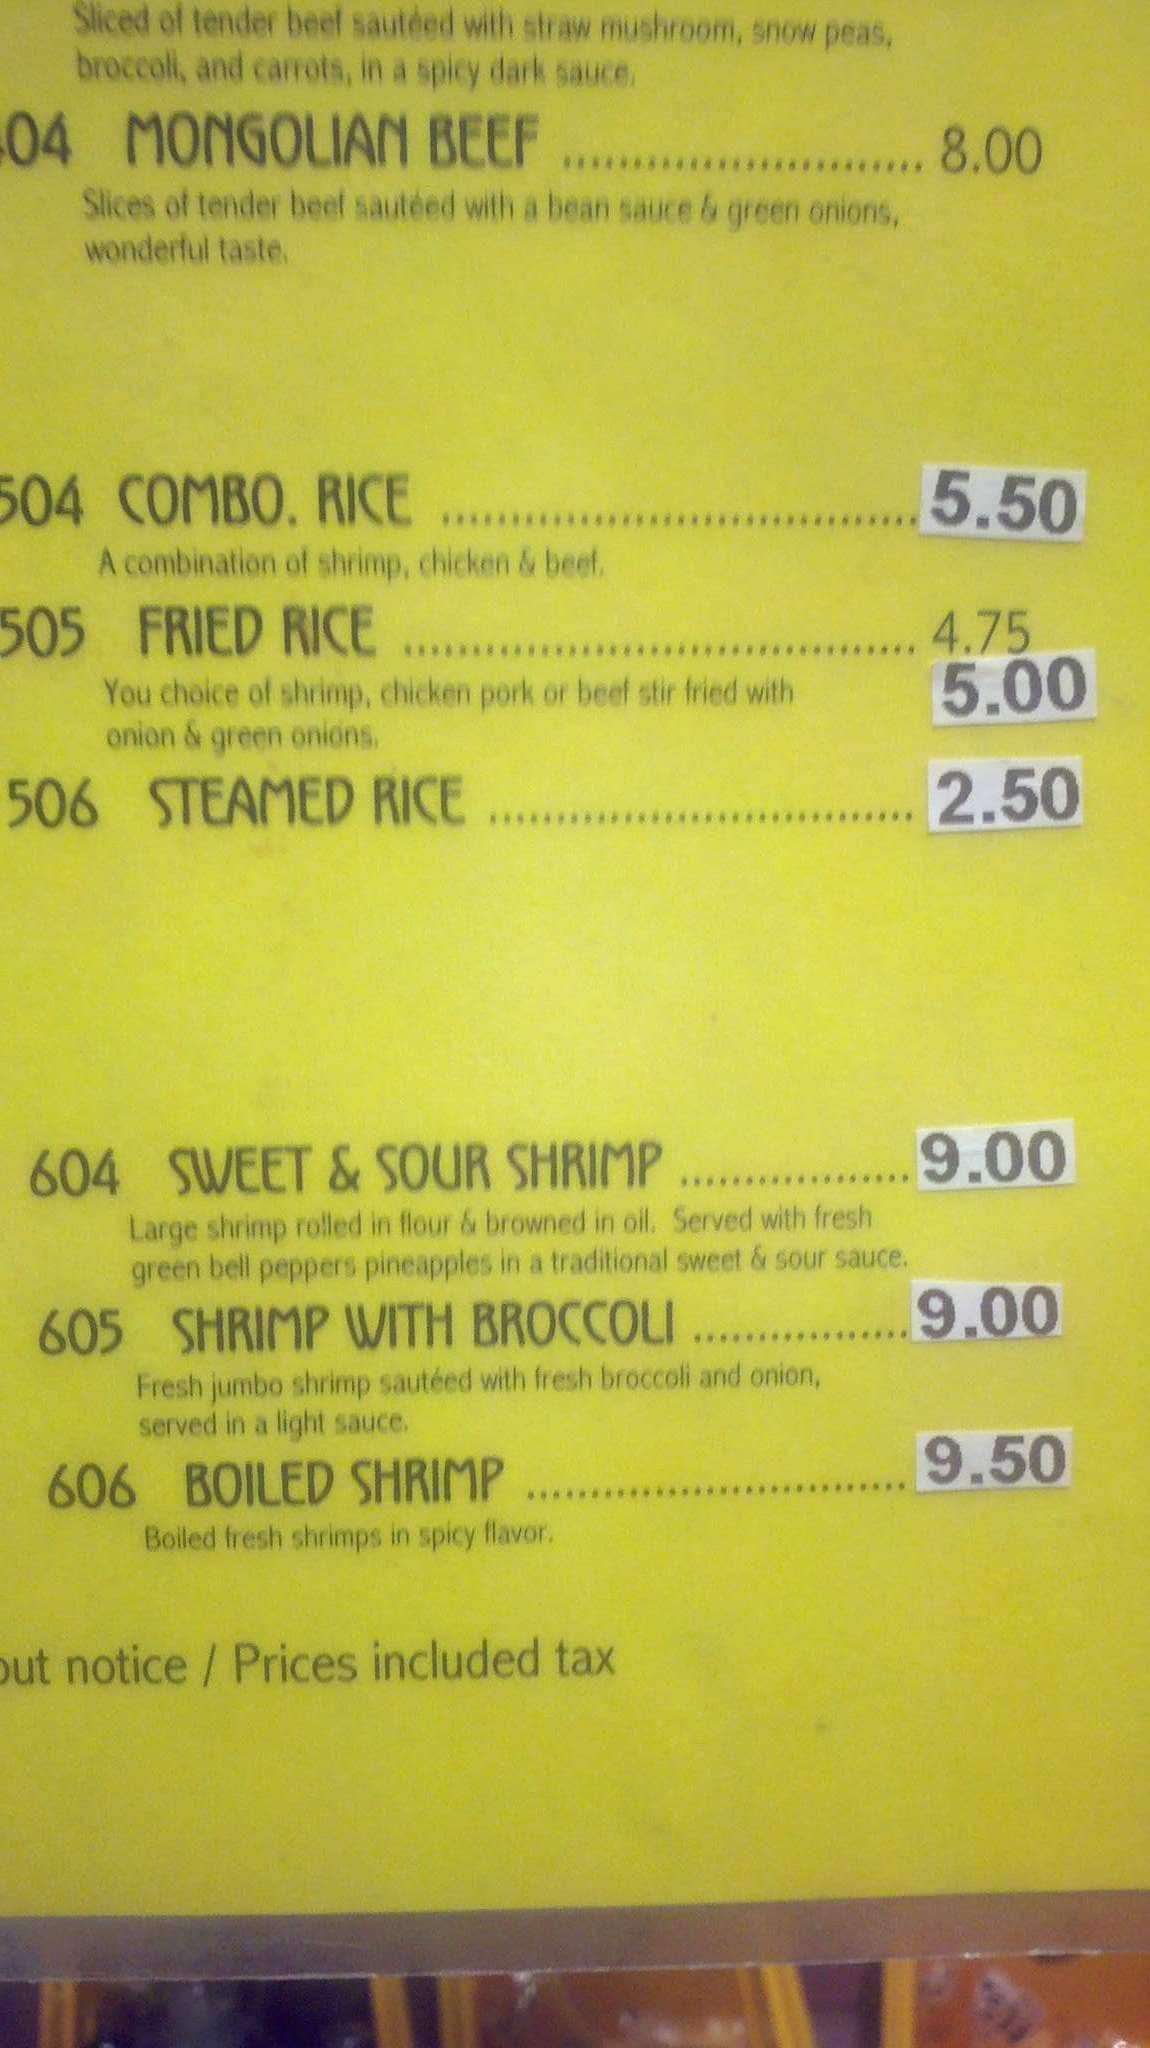 Sliced of tender beef sautéed with straw mushroom, snow peas,
broccoli, and carrots, in a spicy dark sauce.
404 MONGOLIAN BEEF .......................... 8.00
Slices of tender beef sautéed with a bean sauce & green onions,
wonderful taste.
504 COMBO. RICE ................................... 5.50
A combination of shrimp, chicken & beef.
505 FRIED RICE ...................................... 4.75
5.00
You choice of shrimp, chicken pork or beef stir fried with
onion & green onions.
506 STEAMED RICE ................................ 2.50
604 SWEET & SOUR SHRIMP ................. 9.00
Large shrimp rolled in flour & browned in oil. Served with fresh
green bell peppers pineapples in a traditional sweet & sour sauce.
605 SHRIMP WITH BROCCOLI ................ 9.00
Fresh jumbo shrimp sautéed with fresh broccoli and onion,
served in a light sauce.
606 BOILED SHRIMP ............................. 9.50
Boiled fresh shrimps in spicy flavor.
out notice / Prices included tax